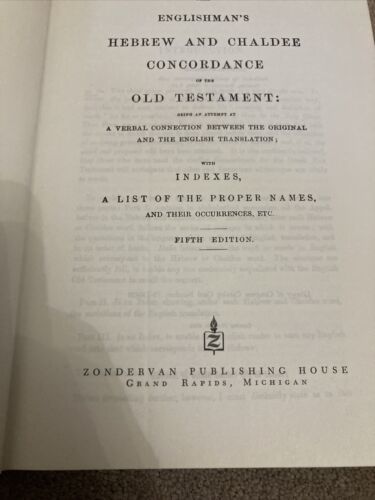 ENGLISHMAN'S
HEBREW AND CHALDEE
CONCORDANCE
OF THE
OLD TESTAMENT:
BEING AN ATTEMPT AT
A VERBAL CONNECTION BETWEEN THE ORIGINAL
AND THE ENGLISH TRANSLATION;
WITH
INDEXES,
A LIST OF THE PROPER NAMES,
AND THEIR OCCURRENCES, ETC.
FIFTH EDITION.
Z
ZONDERVAN PUBLISHING HOUSE
GRAND RAPIDS, MICHIGAN